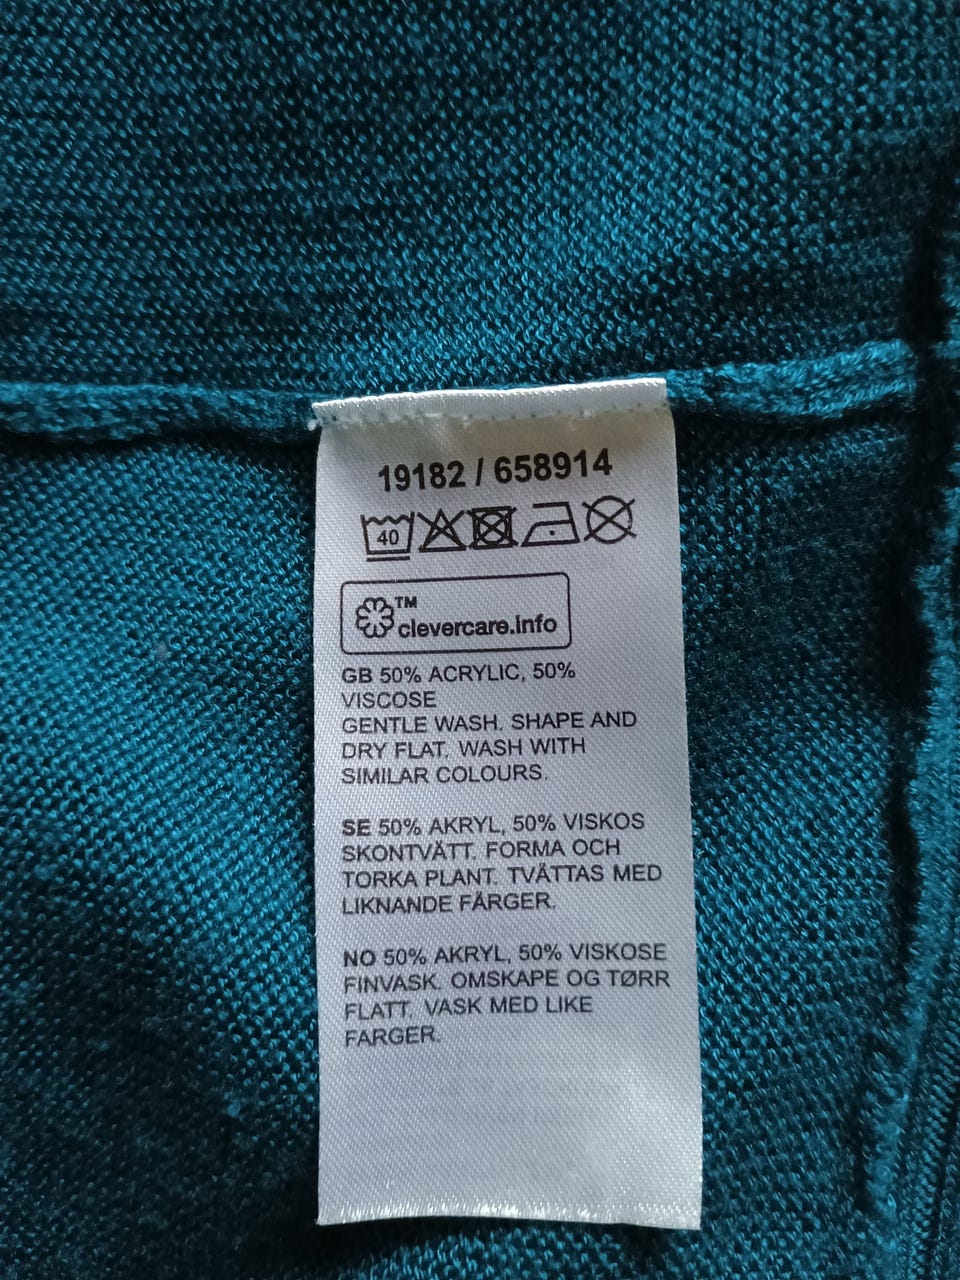 19182 / 658914
40
TM
clevercare.info
GB 50% ACRYLIC, 50%
VISCOSE
GENTLE WASH. SHAPE AND
DRY FLAT. WASH WITH
SIMILAR COLOURS.
SE 50% AKRYL, 50% VISKOS
SKONTVÄTT. FORMA OCH
TORKA PLANT. TVÄTTAS MED
LIKNANDE FÄRGER.
NO 50% AKRYL, 50% VISKOSE
FINVASK. OMSKAPE OG TØRR
FLATT. VASK MED LIKE
FARGER.